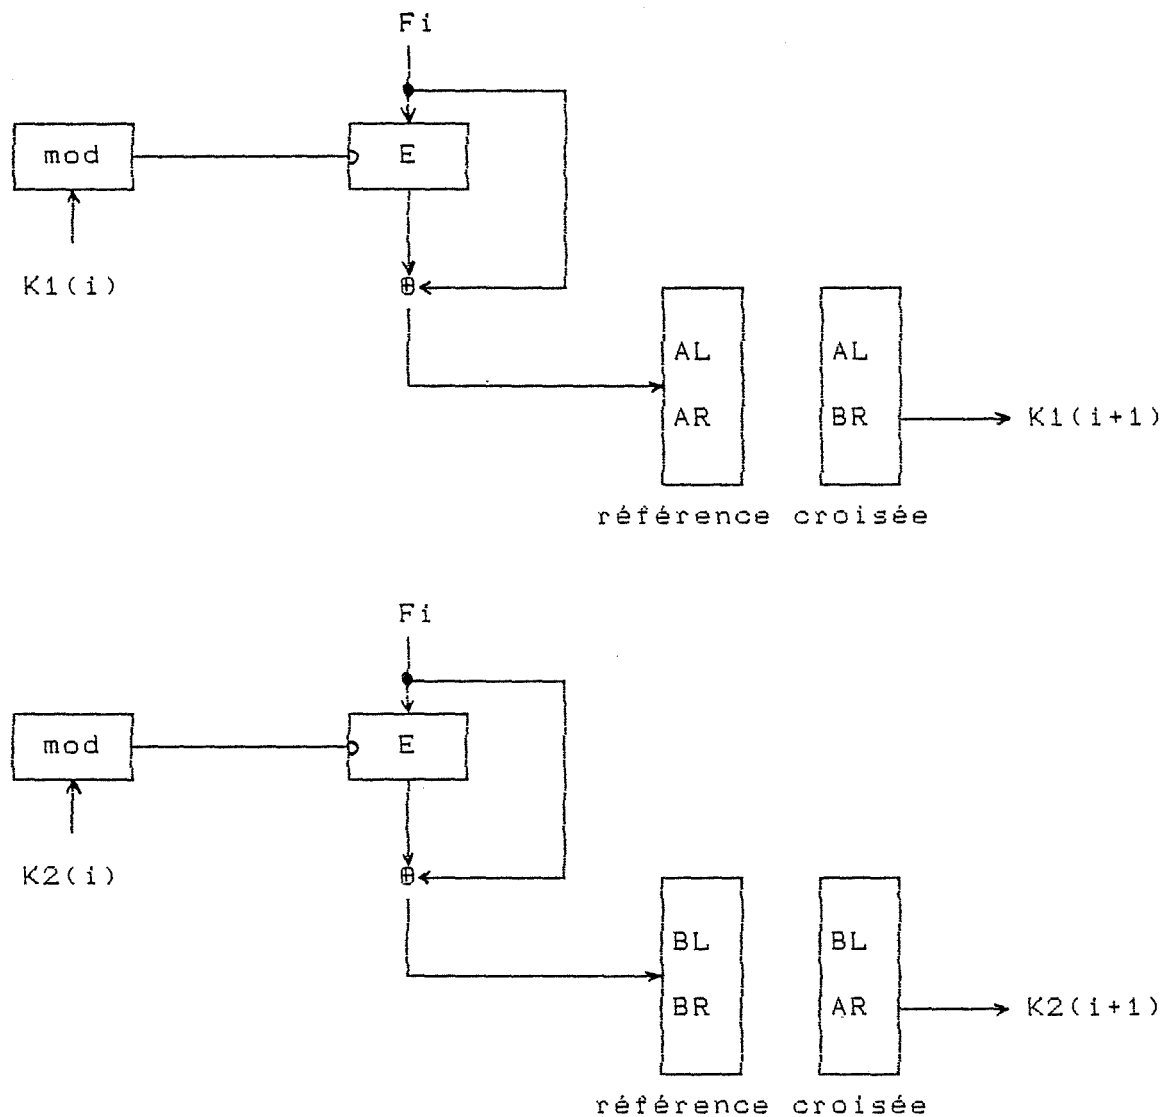 Fi
mod
E
K1(i)
⊕
AL
AL
AR
BR
K1(i+1)
référence croisée
Fi
mod
E
K2(i)
⊕
BL
BL
BR
AR
K2(i+1)
référence croisée